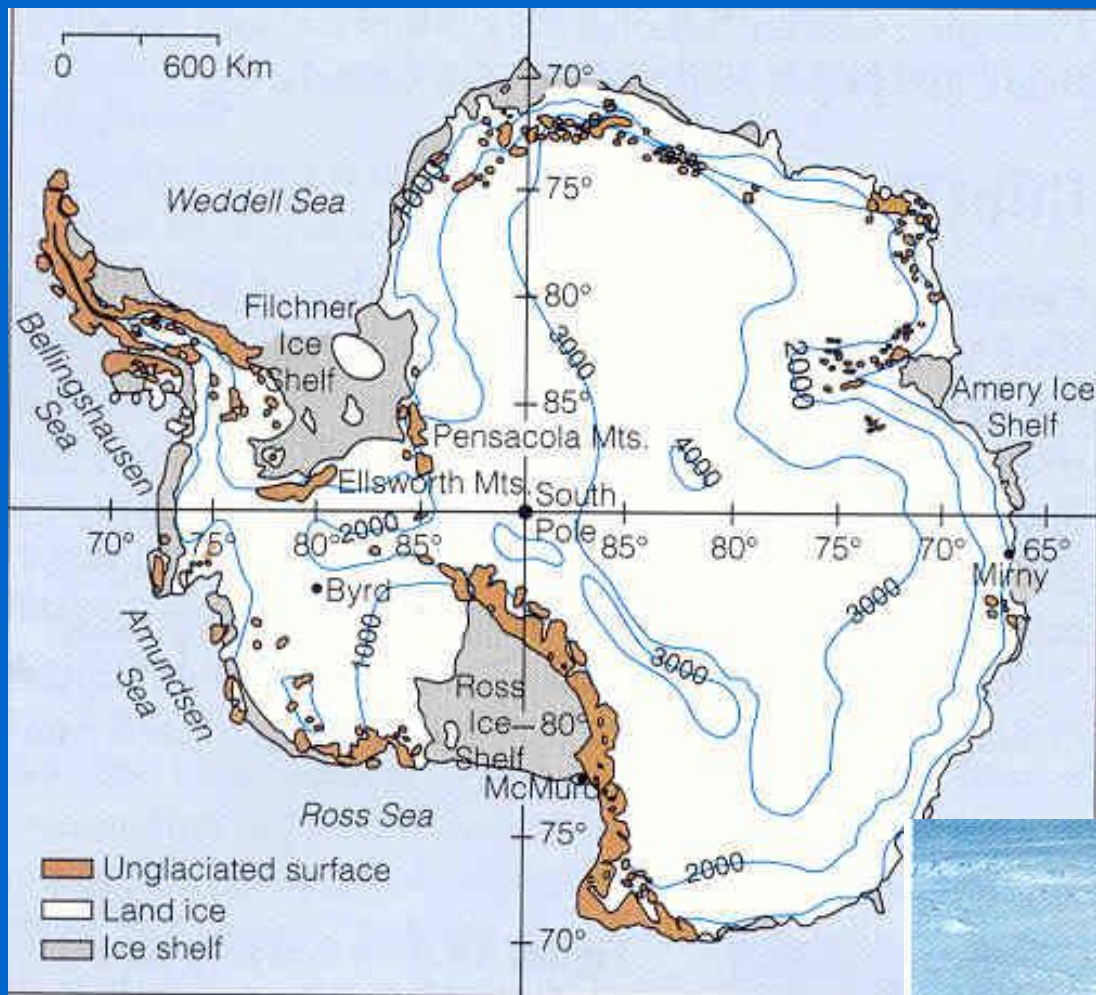 0 600 Km
70°
Weddell Sea
1000
75°
Filchner
Ice
Shelf
80°
3000
2000
Bellingshausen
Sea
Amery Ice
Shelf
85°
Pensacola Mts.
4000
Ellsworth Mts.
South
Pole
2000
70° 75° 80° 85° 85° 80° 75° 70° 65°
Mirny
Byrd
3000
1000
Amundsen
Sea
3000
Ross
Ice
Shelf
80°
McMurd
Ross Sea
75°
2000
Unglaciated surface
Land ice
Ice shelf
70°